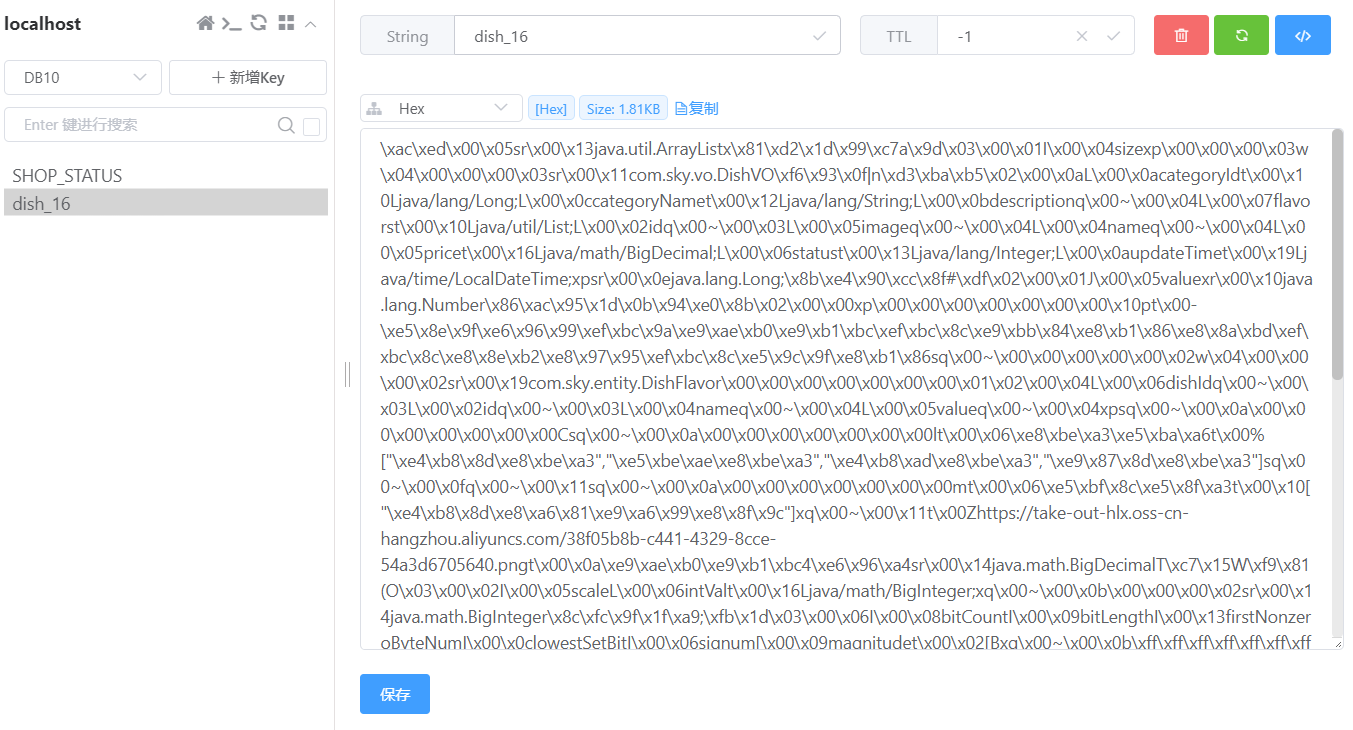 localhost
DB10
新增Key
Enter 键进行搜索
SHOP_STATUS
dish_16
String
dish_16
TTL
-1
Hex
[Hex]
Size: 1.81KB
复制
\xac\xed\x00\x05sr\x00\x13java.util.ArrayListx\x81\xd2\x1d\x99\xc7a\x9d\x03\x00\x01I\x00\x04sizexp\x00\x00\x00\x03w
\x04\x00\x00\x00\x03sr\x00\x11com.sky.vo.DishVO\xf6\x93\x0f|n\xd3\xba\xb5\x02\x00\x0aL\x00\x0acategoryIdt\x00\x1
0Ljava/lang/Long;L\x00\x0ccategoryNamet\x00\x12Ljava/lang/String;L\x00\x0bdescriptionq\x00~\x00\x04L\x00\x07flavo
rst\x00\x10Ljava/util/List;L\x00\x02idq\x00~\x00\x03L\x00\x05imageq\x00~\x00\x04L\x00\x04nameq\x00~\x00\x04L\x0
0\x05pricet\x00\x16Ljava/math/BigDecimal;L\x00\x06statust\x00\x13Ljava/lang/Integer;L\x00\x0aupdateTimet\x00\x19Lj
ava/time/LocalDateTime;xpsr\x00\x0ejava.lang.Long;\x8b\xe4\x90\xcc\x8f#\xdf\x02\x00\x01J\x00\x05valuexr\x00\x10java
.lang.Number\x86\xac\x95\x1d\x0b\x94\xe0\x8b\x02\x00\x00xp\x00\x00\x00\x00\x00\x00\x00\x10pt\x00-
\xe5\x8e\x9f\xe6\x96\x99\xef\xbc\x9a\xe9\xae\xb0\xe9\xb1\xbc\xef\xbc\x8c\xe9\xbb\x84\xe8\xb1\x86\xe8\x8a\xbd\xef\
xbc\x8c\xe8\x8e\xb2\xe8\x97\x95\xef\xbc\x8c\xe5\x9c\x9f\xe8\xb1\x86sq\x00~\x00\x00\x00\x00\x00\x02w\x04\x00\x00
\x00\x02sr\x00\x19com.sky.entity.DishFlavor\x00\x00\x00\x00\x00\x00\x00\x01\x02\x00\x04L\x00\x06dishIdq\x00~\x00\
x03L\x00\x02idq\x00~\x00\x03L\x00\x04nameq\x00~\x00\x04L\x00\x05valueq\x00~\x00\x04xpsq\x00~\x00\x0a\x00\x0
0\x00\x00\x00\x00\x00Csq\x00~\x00\x0a\x00\x00\x00\x00\x00\x00\x00lt\x00\x06\xe8\xbe\xa3\xe5\xba\xa6t\x00%
["\xe4\xb8\x8d\xe8\xbe\xa3","\xe5\xbe\xae\xe8\xbe\xa3","\xe4\xb8\xad\xe8\xbe\xa3","\xe9\x87\x8d\xe8\xbe\xa3"]sq\x0
0~\x00\x0fq\x00~\x00\x11sq\x00~\x00\x0a\x00\x00\x00\x00\x00\x00\x00mt\x00\x06\xe5\xbf\x8c\xe5\x8f\xa3t\x00\x10[
"\xe4\xb8\x8d\xe8\xa6\x81\xe9\xa6\x99\xe8\x8f\x9c"]xq\x00~\x00\x11t\x00Zhttps://take-out-hlx.oss-cn-
hangzhou.aliyuncs.com/38f05b8b-c441-4329-8cce-
54a3d6705640.pngt\x00\x0a\xe9\xae\xb0\xe9\xb1\xbc4\xe6\x96\xa4sr\x00\x14java.math.BigDecimalT\xc7\x15W\xf9\x81
(O\x03\x00\x02I\x00\x05scaleL\x00\x06intValt\x00\x16Ljava/math/BigInteger;xq\x00~\x00\x0b\x00\x00\x00\x02sr\x00\x1
4java.math.BigInteger\x8c\xfc\x9f\x1f\xa9;\xfb\x1d\x03\x00\x06I\x00\x08bitCountI\x00\x09bitLengthI\x00\x13firstNonzer
oByteNumI\x00\x0clowestSetBitI\x00\x06signum[\x00\x09magnitudet\x00\x02[Bxq\x00~\x00\x0b\xff\xff\xff\xff\xff\xff\xff
保存